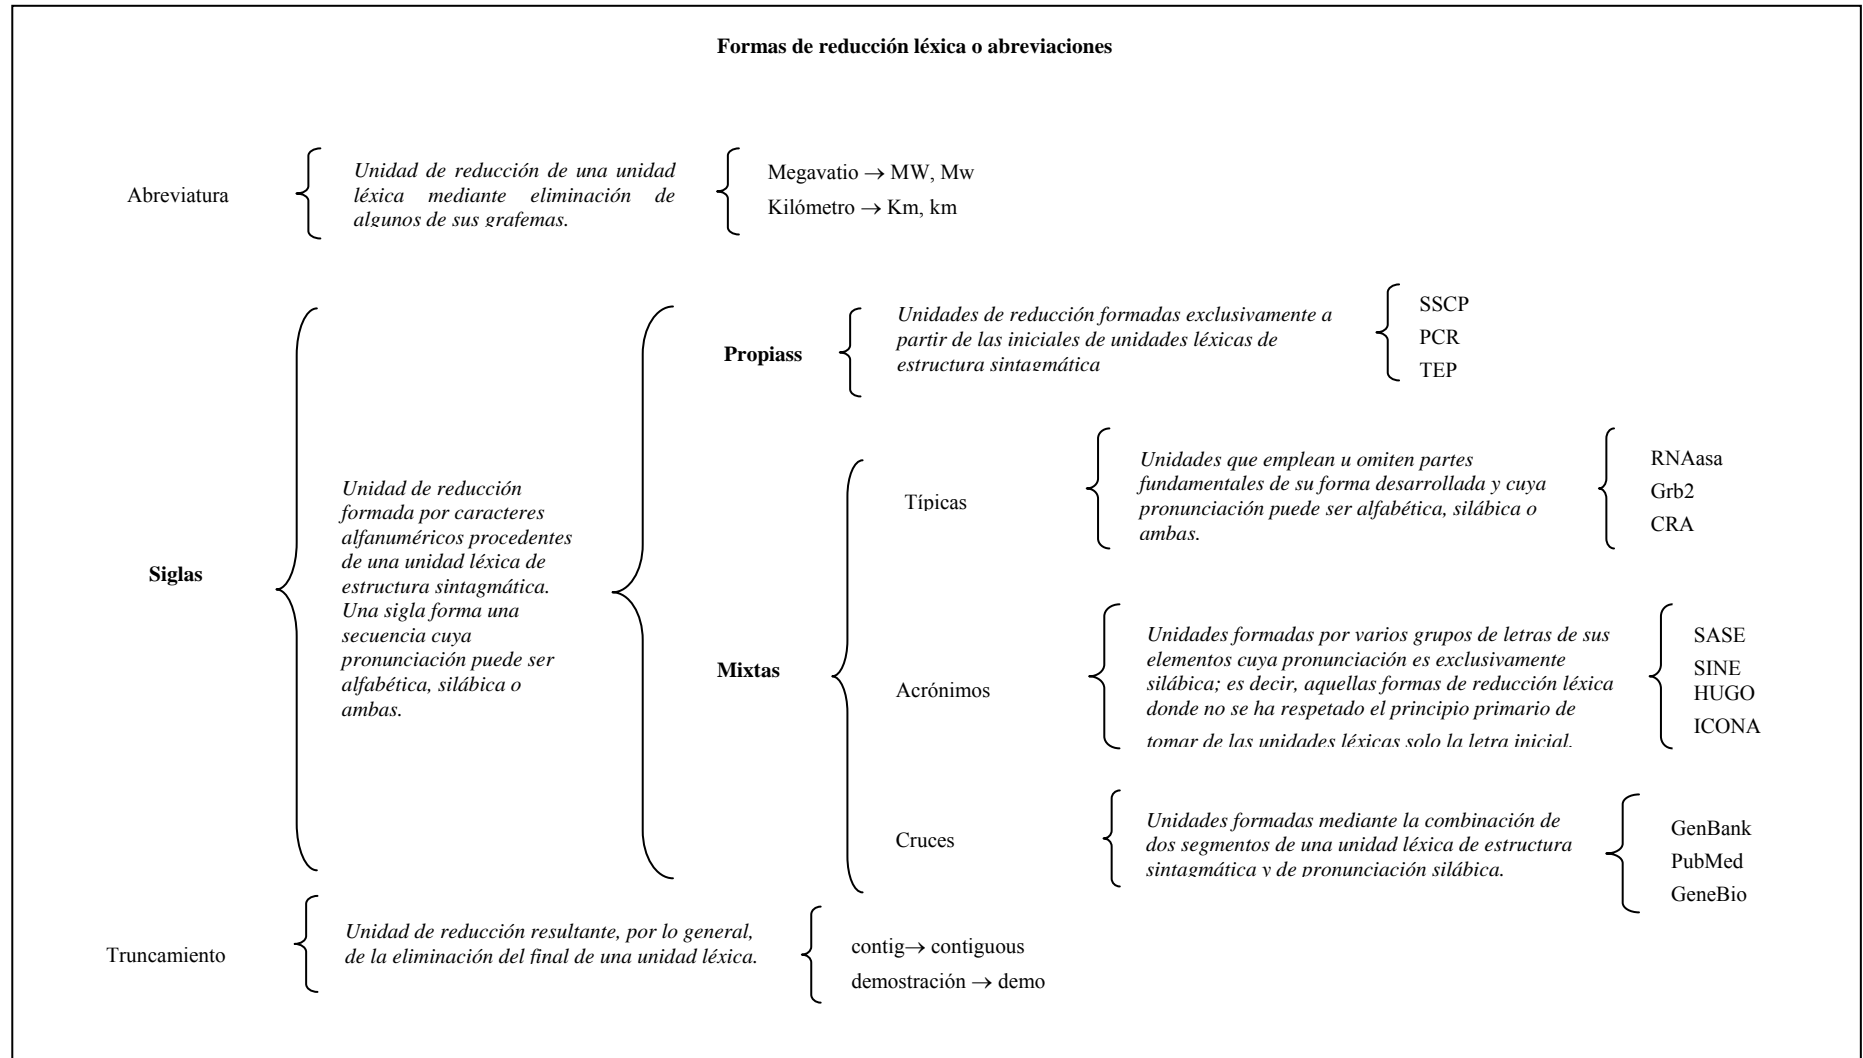 Formas de reducción léxica o abreviaciones
Abreviatura
Unidad de reducción de una unidad
léxica mediante eliminación de
algunos de sus grafemas.
Megavatio → MW, Mw
Kilómetro → Km, km
Siglas
Unidad de reducción
formada por caracteres
alfanuméricos procedentes
de una unidad léxica de
estructura sintagmática.
Una sigla forma una
secuencia cuya
pronunciación puede ser
alfabética, silábica o
ambas.
Propiass
Unidades de reducción formadas exclusivamente a
partir de las iniciales de unidades léxicas de
estructura sintagmática
SSCP
PCR
TEP
Mixtas
Típicas
Unidades que emplean u omiten partes
fundamentales de su forma desarrollada y cuya
pronunciación puede ser alfabética, silábica o
ambas.
RNAasa
Grb2
CRA
Acrónimos
Unidades formadas por varios grupos de letras de sus
elementos cuya pronunciación es exclusivamente
silábica; es decir, aquellas formas de reducción léxica
donde no se ha respetado el principio primario de
tomar de las unidades léxicas solo la letra inicial.
SASE
SINE
HUGO
ICONA
Cruces
Unidades formadas mediante la combinación de
dos segmentos de una unidad léxica de estructura
sintagmática y de pronunciación silábica.
GenBank
PubMed
GeneBio
Truncamiento
Unidad de reducción resultante, por lo general,
de la eliminación del final de una unidad léxica.
contig→ contiguous
demostración → demo